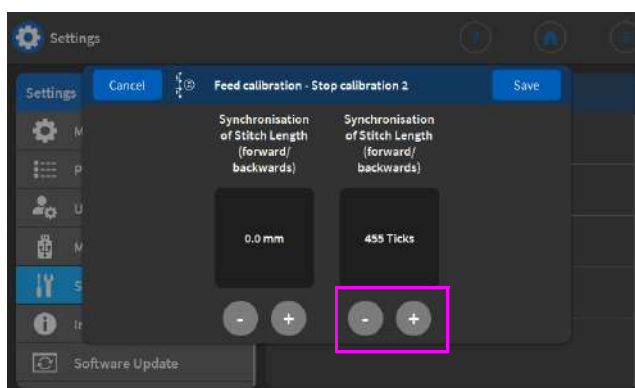 Settings
Settings
Cancel
Feed calibration - Stop calibration 2
Save
Synchronisation
of Stitch Length
(forward/
backwards)
Synchronisation
of Stitch Length
(forward/
backwards)
0.0 mm
455 Ticks
- +
- +
M
P
U
M
S
Ir
Software Update